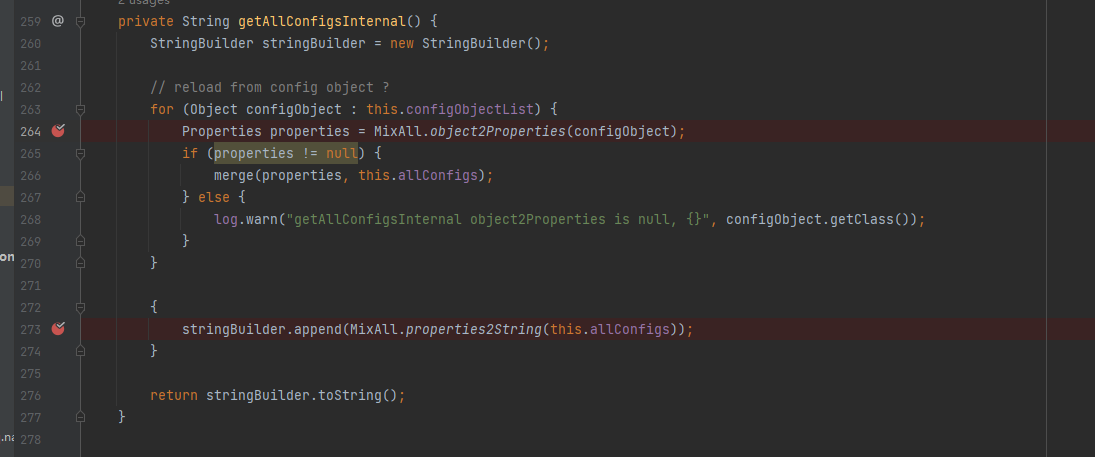 2 usages
259 @ private String getAllConfigsInternal() {
260 StringBuilder stringBuilder = new StringBuilder();
261
262 // reload from config object ?
263 for (Object configObject : this.configObjectList) {
264 Properties properties = MixAll.object2Properties(configObject);
265 if (properties != null) {
266 merge(properties, this.allConfigs);
267 } else {
268 log.warn("getAllConfigsInternal object2Properties is null, {}", configObject.getClass());
269 }
270 }
271
272 {
273 stringBuilder.append(MixAll.properties2String(this.allConfigs));
274 }
275
276 return stringBuilder.toString();
277 }
278